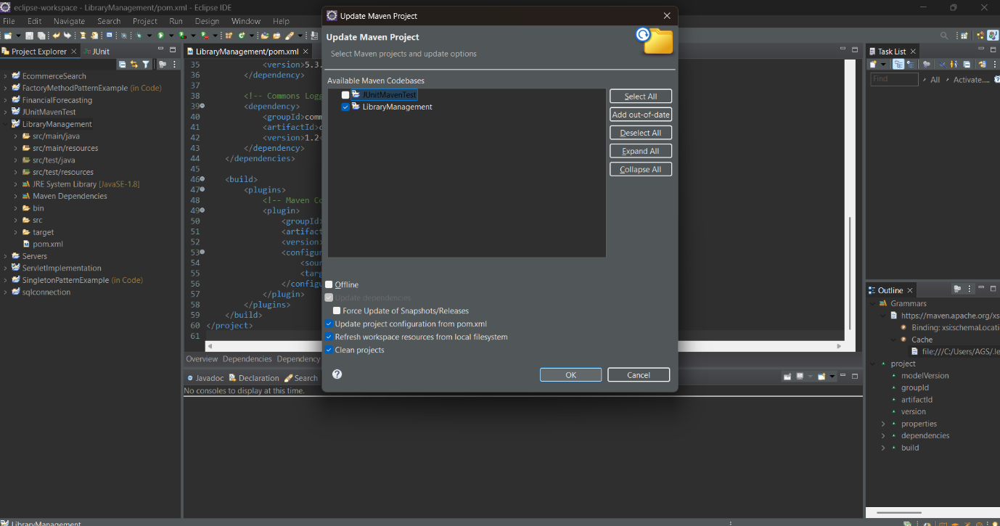 eclipse-workspace - LibraryManagement/pom.xml - Eclipse IDE
File Edit Navigate Search Project Run Design Window Help
Project Explorer
JUnit
EcommerceSearch
FactoryMethodPatternExample (in Code)
FinancialForecasting
JUnitMavenTest
LibraryManagement
src/main/java
src/main/resources
src/test/java
src/test/resources
JRE System Library [JavaSE-1.8]
Maven Dependencies
bin
src
target
pom.xml
Servers
ServletImplementation
SingletonPatternExample (in Code)
sqlconnection
LibraryManagement
LibraryManagement/pom.xml
35 <version>5.3.
36 </dependency>
37
38 <!-- Commons Logg
39 <dependency>
40 <groupId>comm
41 <artifactId>c
42 <version>1.2<
43 </dependency>
44 </dependencies>
45
46 <build>
47 <plugins>
48 <!-- Maven Co
49 <plugin>
50 <groupId>
51 <artifact
52 <version>
53 <configur
54 <sour
55 <targ
56 </configu
57 </plugin>
58 </plugins>
59 </build>
60 </project>
61
Overview Dependencies Dependency
Javadoc Declaration Search
No consoles to display at this time.
Update Maven Project
Update Maven Project
Select Maven projects and update options
Available Maven Codebases
JUnitMavenTest
LibraryManagement
Select All
Add out-of-date
Deselect All
Expand All
Collapse All
Offline
Update dependencies
Force Update of Snapshots/Releases
Update project configuration from pom.xml
Refresh workspace resources from local filesystem
Clean projects
OK
Cancel
Task List
Find
All
Activate....
Outline
Grammars
https://maven.apache.org/xs
Binding: xsi:schemaLocati
Cache
file:///C:/Users/AGS/.le
project
modelVersion
groupId
artifactId
version
properties
dependencies
build